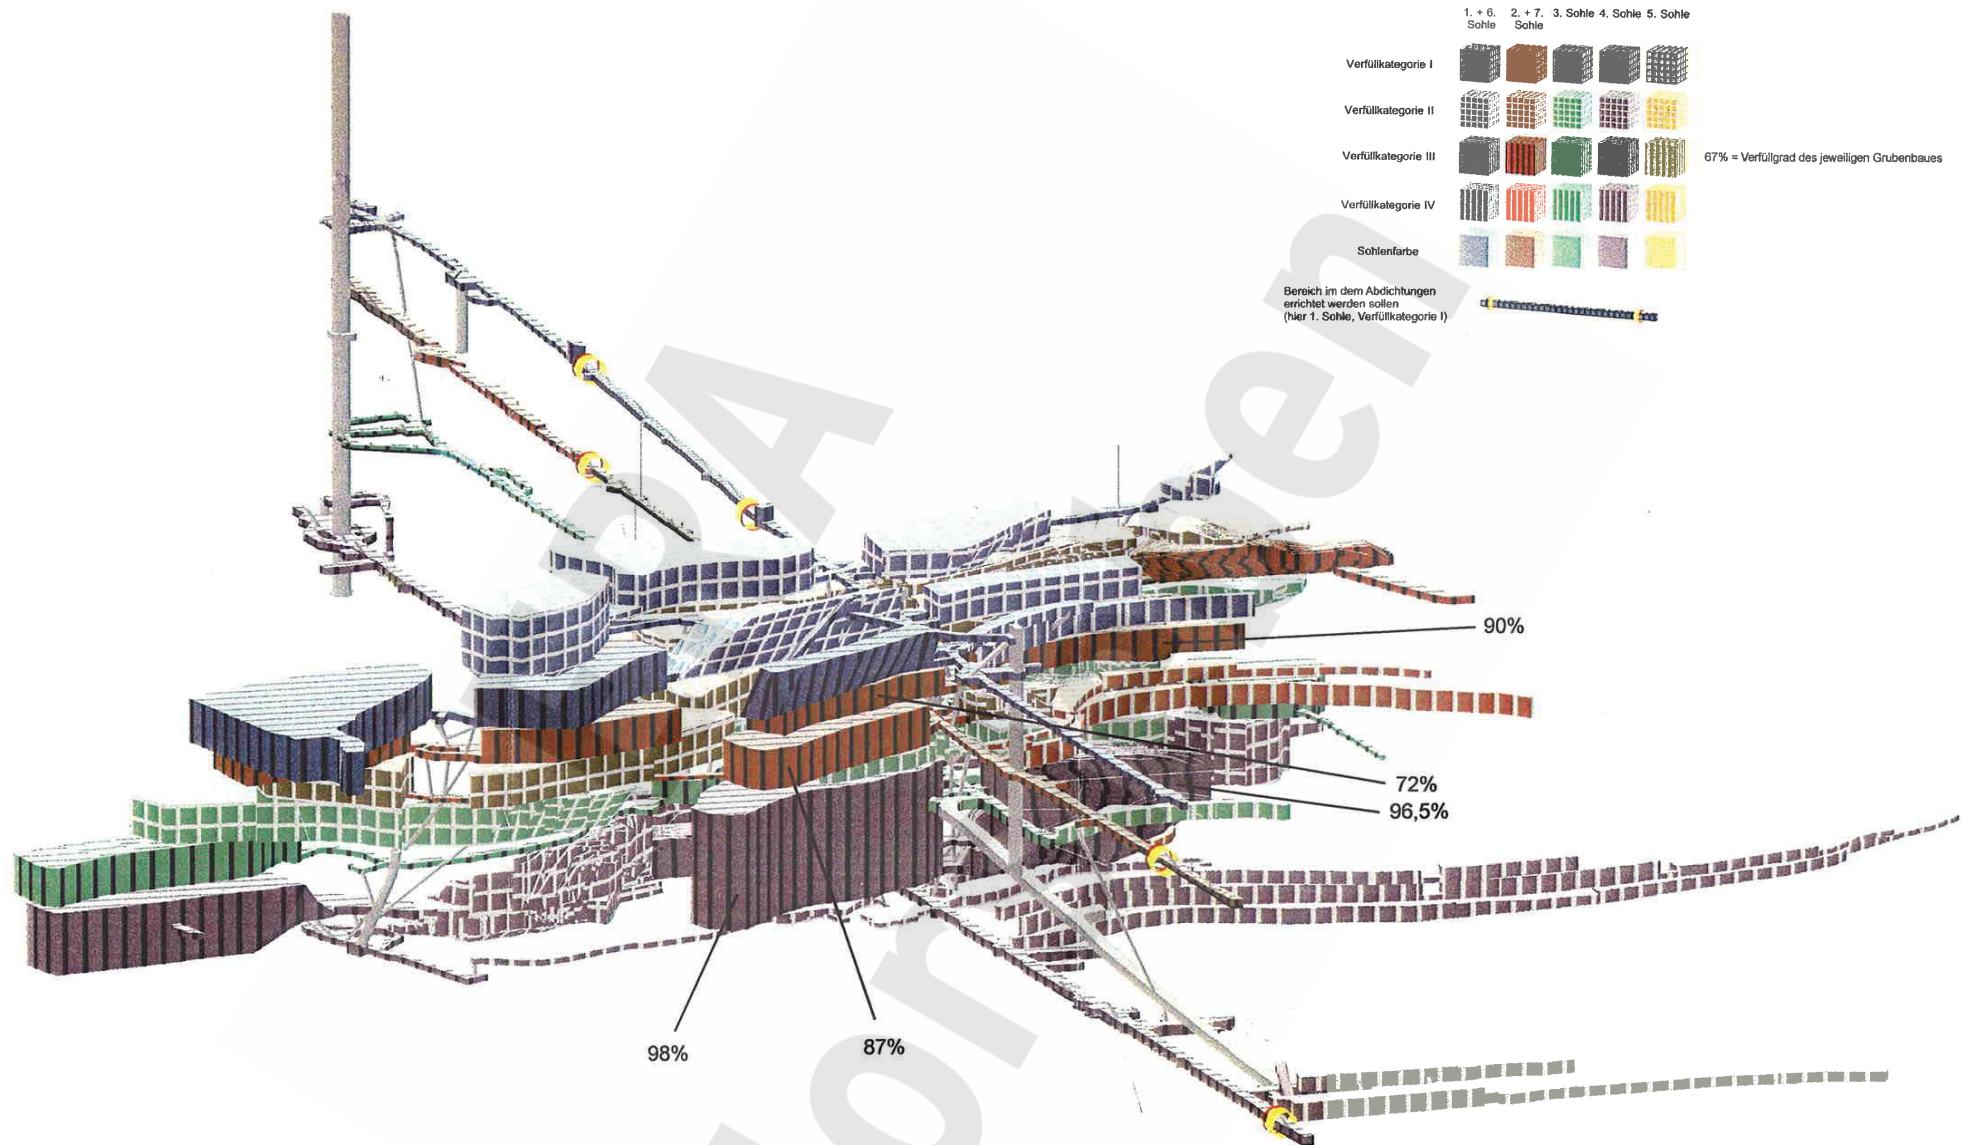 1. + 6. 2. + 7. 3. Sohle 4. Sohle 5. Sohle
Sohle Sohle
Verfüllkategorie I
Verfüllkategorie II
Verfüllkategorie III
67% = Verfüllgrad des jeweiligen Grubenbaues
Verfüllkategorie IV
Sohlenfarbe
Bereich im dem Abdichtungen
errichtet werden sollen
(hier 1. Sohle, Verfüllkategorie I)
90%
72%
96,5%
98%
87%